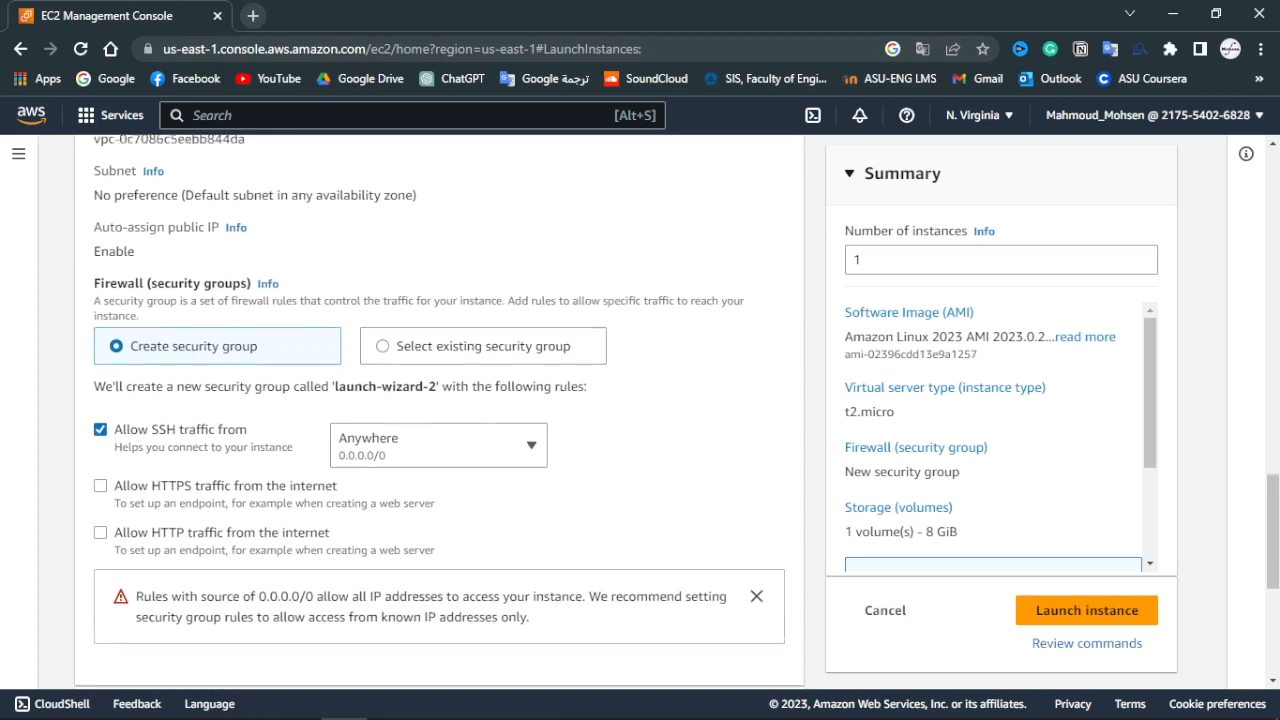 EC2 Management Console
us-east-1.console.aws.amazon.com/ec2/home?region=us-east-1#LaunchInstances:
Apps Google Facebook YouTube Google Drive ChatGPT ترجمة Google SoundCloud SIS, Faculty of Engi... ASU-ENG LMS Gmail Outlook ASU Coursera »
aws Services Search [Alt+S] N. Virginia ▼ Mahmoud_Mohsen @ 2175-5402-6828 ▼
vpc-0c7086c5eebb844da
Subnet Info
No preference (Default subnet in any availability zone)
Auto-assign public IP Info
Enable
Firewall (security groups) Info
A security group is a set of firewall rules that control the traffic for your instance. Add rules to allow specific traffic to reach your
instance.
Create security group
Select existing security group
We'll create a new security group called 'launch-wizard-2' with the following rules:
Allow SSH traffic from
Helps you connect to your instance
Anywhere
0.0.0.0/0
Allow HTTPS traffic from the internet
To set up an endpoint, for example when creating a web server
Allow HTTP traffic from the internet
To set up an endpoint, for example when creating a web server
Rules with source of 0.0.0.0/0 allow all IP addresses to access your instance. We recommend setting
security group rules to allow access from known IP addresses only.
Summary
Number of instances Info
1
Software Image (AMI)
Amazon Linux 2023 AMI 2023.0.2...read more
ami-02396cdd13e9a1257
Virtual server type (instance type)
t2.micro
Firewall (security group)
New security group
Storage (volumes)
1 volume(s) - 8 GiB
Cancel
Launch instance
Review commands
CloudShell Feedback Language © 2023, Amazon Web Services, Inc. or its affiliates. Privacy Terms Cookie preferences